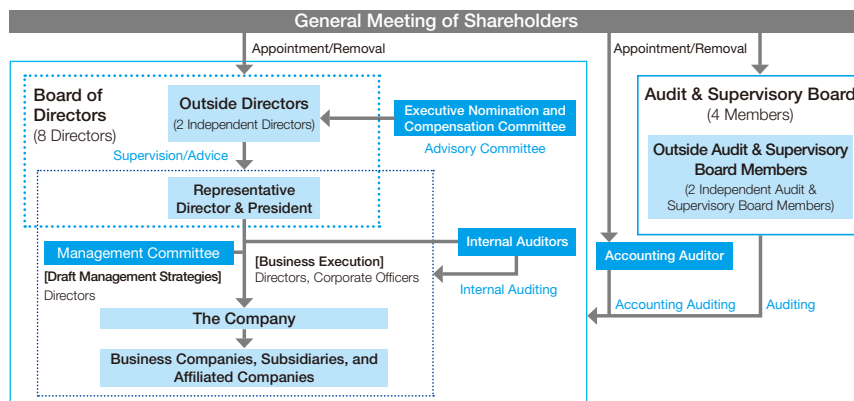 General Meeting of Shareholders
Appointment/Removal
Appointment/Removal
Board of
Directors
(8 Directors)
Outside Directors
(2 Independent Directors)
Executive Nomination and
Compensation Committee
Advisory Committee
Supervision/Advice
Representative
Director & President
Audit & Supervisory Board
(4 Members)
Outside Audit & Supervisory
Board Members
(2 Independent Audit &
Supervisory Board Members)
Management Committee
[Draft Management Strategies]
Directors
[Business Execution]
Directors, Corporate Officers
Internal Auditors
Internal Auditing
Accounting Auditor
Accounting Auditing
Auditing
The Company
Business Companies, Subsidiaries, and
Affiliated Companies